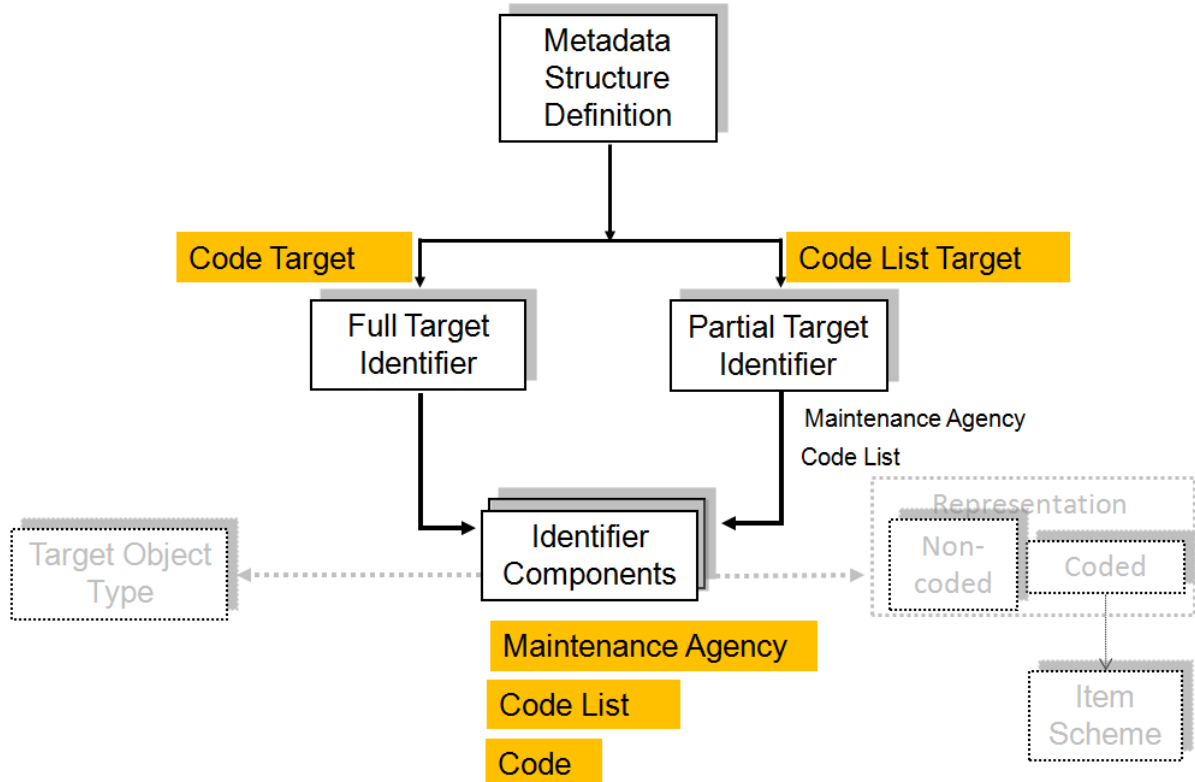 Metadata
Structure
Definition
Code Target
Code List Target
Full Target
Identifier
Partial Target
Identifier
Maintenance Agency
Code List
Representation
Target Object
Type
Identifier
Components
Non-
coded
Coded
Maintenance Agency
Code List
Code
Item
Scheme